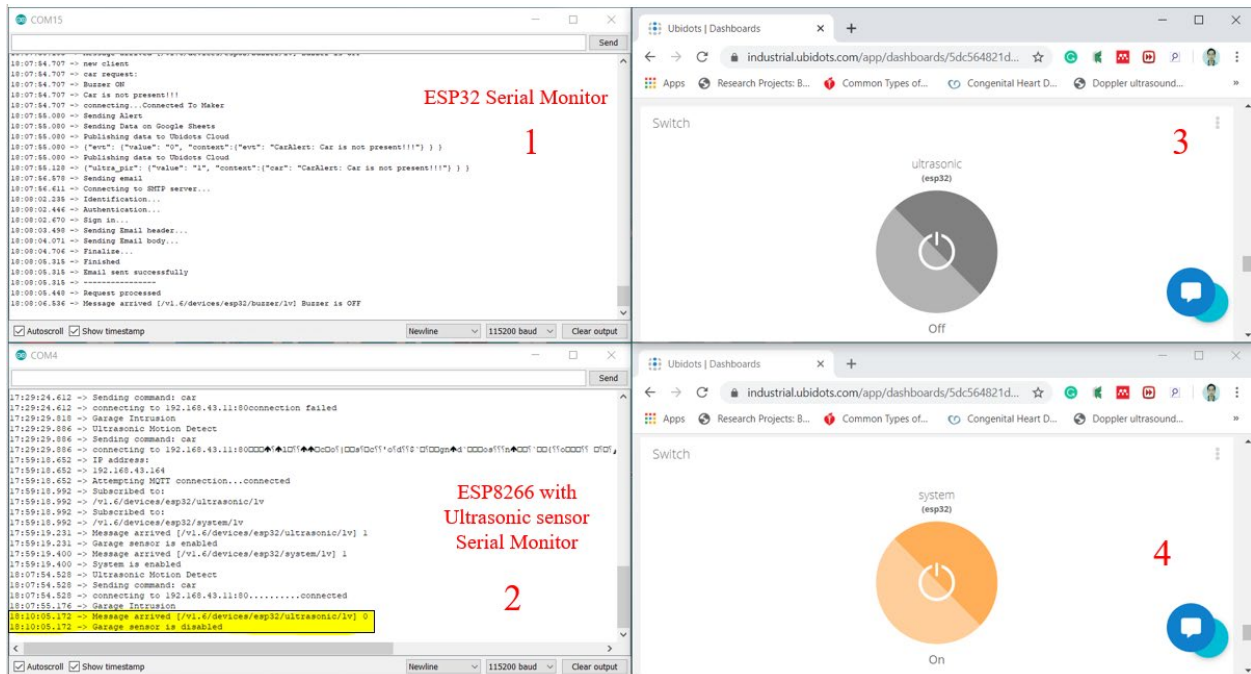 COM15
Send
18:07:54.707 -> new client
18:07:54.707 -> car request:
18:07:54.707 -> Buzzer ON
18:07:54.707 -> Car is not present!!!
18:07:54.707 -> connecting...Connected To Maker
18:07:55.080 -> Sending Alert
18:07:55.080 -> Sending Data on Google Sheets
18:07:55.080 -> Publishing data to Ubidots Cloud
18:07:55.080 -> {"evt": {"value": "0", "context":{"evt": "CarAlert: Car is not present!!!"} } }
18:07:55.080 -> Publishing data to Ubidots Cloud
18:07:55.128 -> {"ultra_pir": {"value": "1", "context":{"car": "CarAlert: Car is not present!!!"} } }
18:07:56.578 -> Sending email
18:07:56.611 -> Connecting to SMTP server...
18:08:02.235 -> Identification...
18:08:02.446 -> Authentication...
18:08:02.670 -> Sign in...
18:08:03.498 -> Sending Email header...
18:08:04.071 -> Sending Email body...
18:08:04.706 -> Finalize...
18:08:05.315 -> Finished
18:08:05.315 -> Email sent successfully
18:08:05.315 -> ----------------
18:08:05.448 -> Request processed
18:08:06.536 -> Message arrived [/v1.6/devices/esp32/buzzer/lv] Buzzer is OFF
ESP32 Serial Monitor
1
Autoscroll Show timestamp Newline 115200 baud Clear output
Ubidots | Dashboards
industrial.ubidots.com/app/dashboards/5dc564821d...
Apps Research Projects: B... Common Types of... Congenital Heart D... Doppler ultrasound... »
Switch
3
ultrasonic
(esp32)
Off
COM4
Send
17:29:24.612 -> Sending command: car
17:29:24.612 -> connecting to 192.168.43.11:80connection failed
17:29:29.818 -> Garage Intrusion
17:29:29.886 -> Ultrasonic Motion Detect
17:29:29.886 -> Sending command: car
17:29:29.886 -> connecting to 192.168.43.11:80
17:59:18.652 -> IP address:
17:59:18.652 -> 192.168.43.164
17:59:18.652 -> Attempting MQTT connection...connected
17:59:18.992 -> Subscribed to:
17:59:18.992 -> /v1.6/devices/esp32/ultrasonic/lv
17:59:18.992 -> Subscribed to:
17:59:18.992 -> /v1.6/devices/esp32/system/lv
17:59:19.231 -> Message arrived [/v1.6/devices/esp32/ultrasonic/lv] 1
17:59:19.231 -> Garage sensor is enabled
17:59:19.400 -> Message arrived [/v1.6/devices/esp32/system/lv] 1
17:59:19.400 -> System is enabled
18:07:54.528 -> Ultrasonic Motion Detect
18:07:54.528 -> Sending command: car
18:07:54.528 -> connecting to 192.168.43.11:80..........connected
18:07:55.176 -> Garage Intrusion
18:10:05.172 -> Message arrived [/v1.6/devices/esp32/ultrasonic/lv] 0
18:10:05.172 -> Garage sensor is disabled
ESP8266 with
Ultrasonic sensor
Serial Monitor
2
Autoscroll Show timestamp Newline 115200 baud Clear output
Ubidots | Dashboards
industrial.ubidots.com/app/dashboards/5dc564821d...
Apps Research Projects: B... Common Types of... Congenital Heart D... Doppler ultrasound... »
Switch
4
system
(esp32)
On